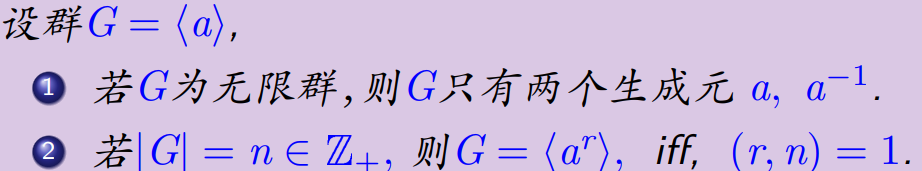 设群G = ⟨a⟩,
1 若G为无限群,则G只有两个生成元 a, a⁻¹.
2 若|G| = n ∈ ℤ₊, 则G = ⟨aʳ⟩, iff, (r, n) = 1.